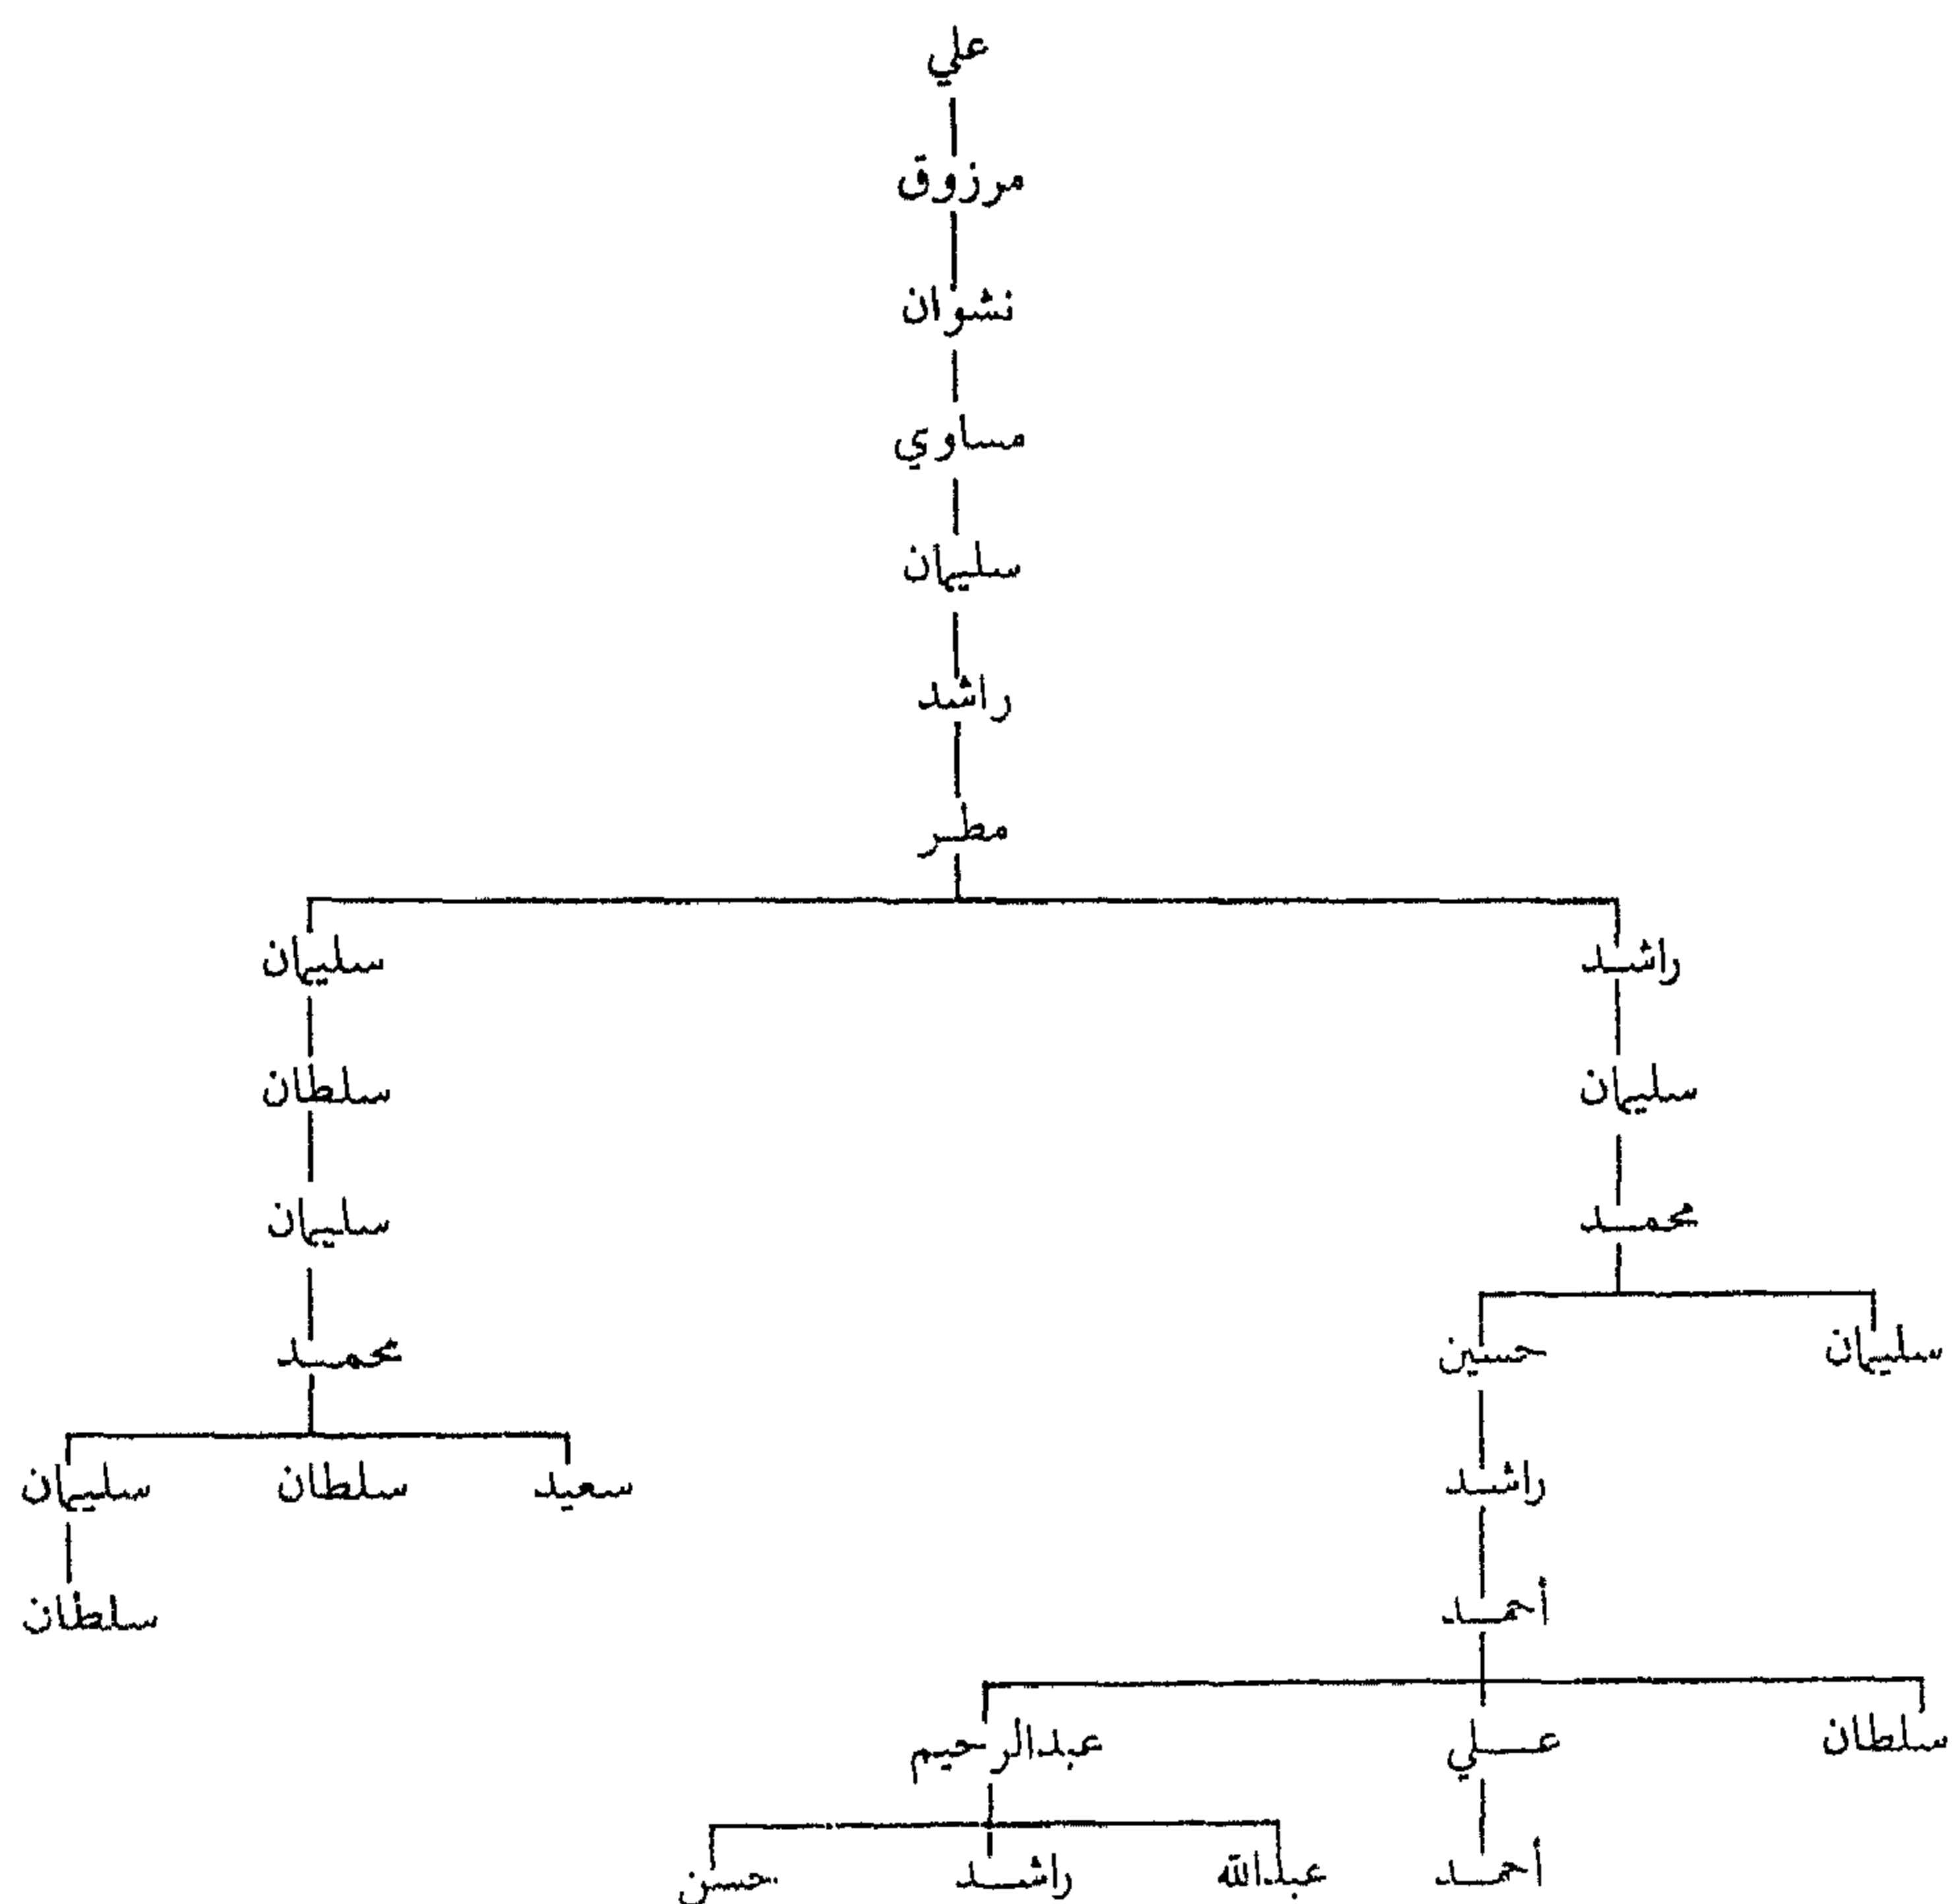 علي
مرزوق
نشوان
مساوي
سليمان
راشد
مطر
راشد سليمان
سليمان سلطان
محمد سليمان
سليمان حسين محمد
راشد سعيد سلطان سليمان
أحمد سلطان
سلطان علي عبدالرحيم
أحمد عبدالله راشد حسن